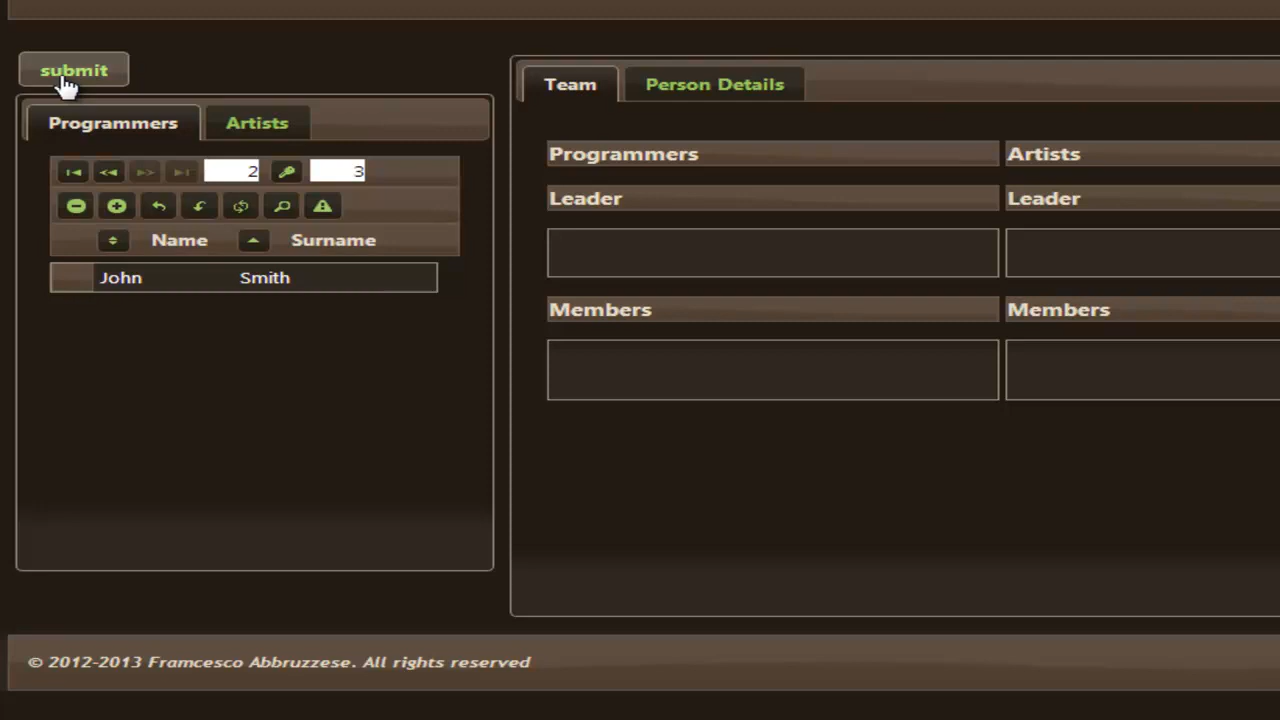 submit
Programmers Artists
2 3
Name Surname
John Smith
Team Person Details
Programmers Artists
Leader Leader
Members Members
© 2012-2013 Framcesco Abbruzzese. All rights reserved